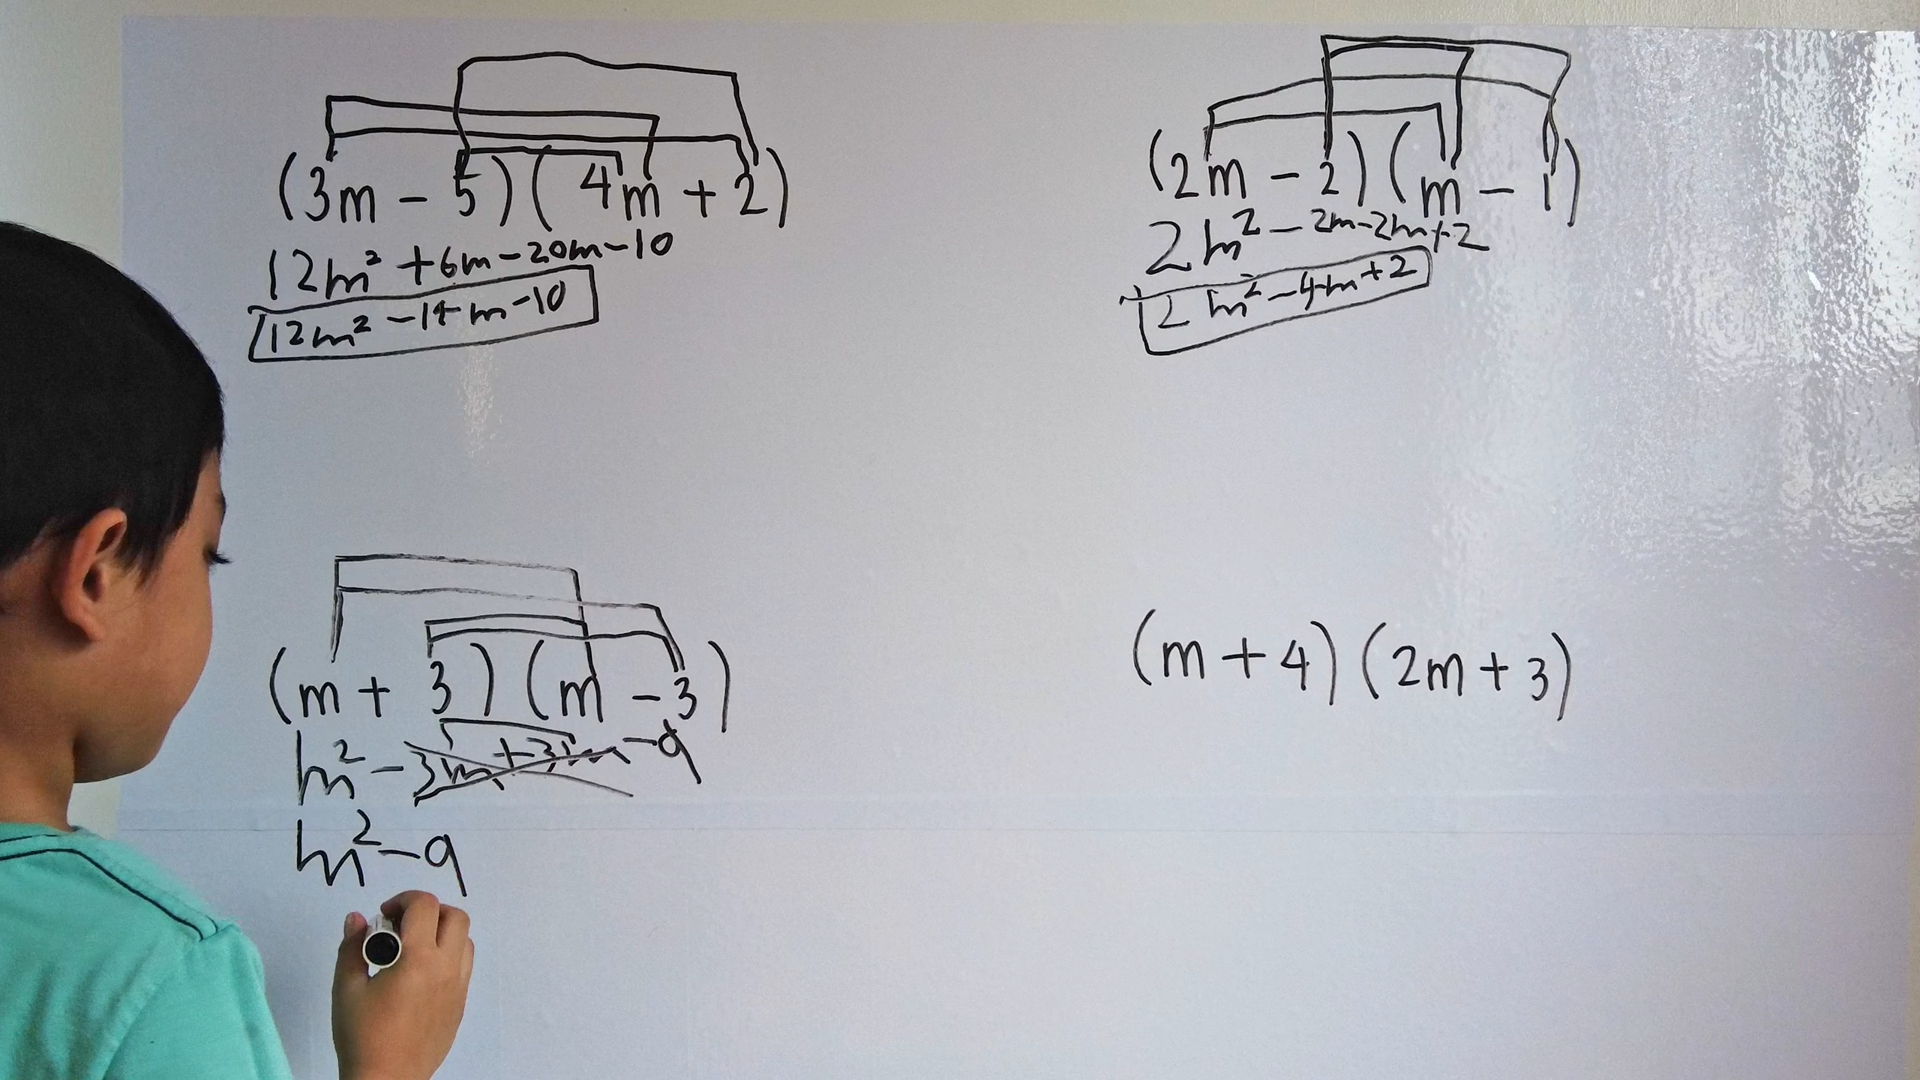 (3m - 5)(4m + 2)
12m² + 6m - 20m - 10
12m² - 14m - 10
(2m - 2)(m - 1)
2m² - 2m - 2m + 2
2m² - 4m + 2
(m + 3)(m - 3)
m² - 3m + 3m - 9
m² - 9
(m + 4)(2m + 3)